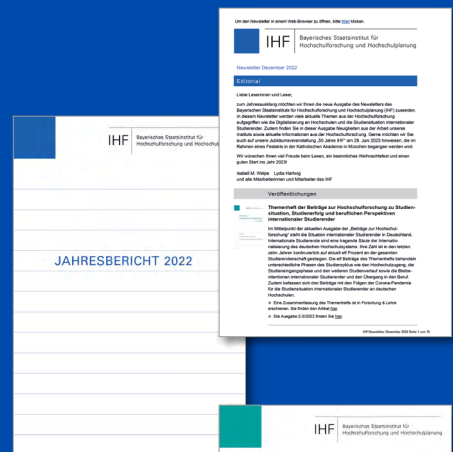 Um den Newsletter in einem Web-Browser zu öffnen, bitte hier klicken.
IHF
Bayerisches Staatsinstitut für
Hochschulforschung und Hochschulplanung
Newsletter Dezember 2022
Editorial
Liebe Leserinnen und Leser,
zum Jahresausklang möchten wir Ihnen die neue Ausgabe des Newsletters des
Bayerischen Staatsinstituts für Hochschulforschung und Hochschulplanung (IHF) zusenden.
In diesem Newsletter werden viele aktuelle Themen aus der Hochschulforschung
aufgegriffen wie die Digitalisierung an Hochschulen und die Studiensituation internationaler
Studierender. Zudem finden Sie in dieser Ausgabe Neuigkeiten aus der Arbeit unseres
Instituts sowie aktuelle Informationen aus der Hochschulforschung. Gerne möchten wir Sie
auch auf unsere Jubiläumsveranstaltung „50 Jahre IHF“ am 29. Juni 2023 hinweisen, die im
Rahmen eines Festakts in der Katholischen Akademie in München begangen werden wird.
Wir wünschen Ihnen viel Freude beim Lesen, ein besinnliches Weihnachtsfest und einen
guten Start ins Jahr 2023!
Isabell M. Welpe Lydia Hartwig
und alle Mitarbeiterinnen und Mitarbeiter des IHF
Veröffentlichungen
Themenheft der Beiträge zur Hochschulforschung zu Studien-
situation, Studienerfolg und beruflichen Perspektiven
internationaler Studierender
Im Mittelpunkt der aktuellen Ausgabe der „Beiträge zur Hochschul-
forschung“ steht die Situation internationaler Studierender in Deutschland.
Internationale Studierende sind eine tragende Säule der Internatio-
nalisierung des deutschen Hochschulsystems. Ihre Zahl ist in den letzten
zehn Jahren kontinuierlich auf aktuell elf Prozent an der gesamten
Studierendenschaft gestiegen. Die elf Beiträge des Themenhefts behandeln
unterschiedliche Phasen des Studienzyklus wie den Hochschulzugang, die
Studieneingangsphase und den weiteren Studienverlauf sowie die Bleibe-
intentionen internationaler Studierender und den Übergang in den Beruf.
Zudem befassen sich drei Beiträge mit den Folgen der Corona-Pandemie
für die Studiensituation internationaler Studierender an deutschen
Hochschulen.
Eine Zusammenfassung des Themenhefts ist in Forschung & Lehre
erschienen. Sie finden den Artikel hier.
Die Ausgabe 2-3/2022 finden Sie hier.
IHF-Newsletter Dezember 2022 Seite 1 von 15
IHF
Bayerisches Staatsinstitut für
Hochschulforschung und Hochschul
JAHRESBERICHT 2022
IHF
Bayerisches Staatsinstitut für
Hochschulforschung und Hochschulplanung